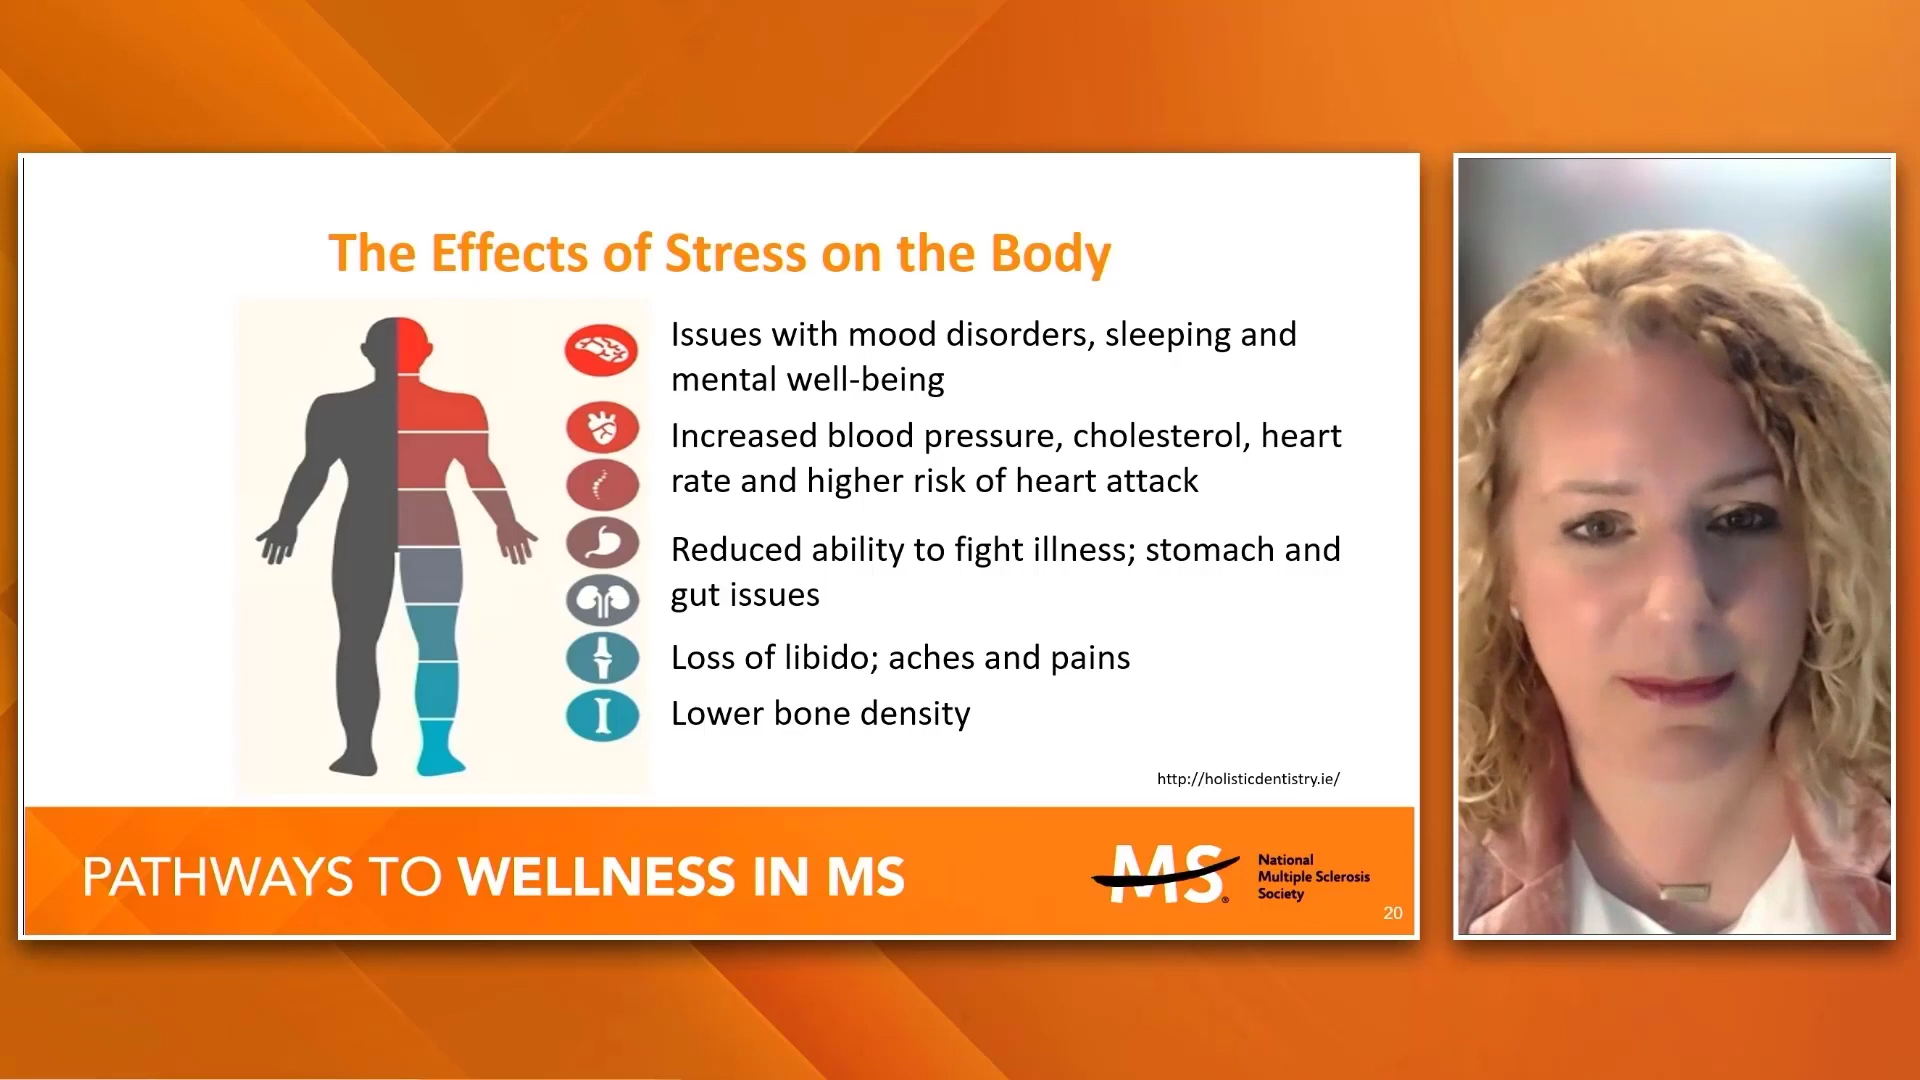 The Effects of Stress on the Body
Issues with mood disorders, sleeping and
mental well-being
Increased blood pressure, cholesterol, heart
rate and higher risk of heart attack
Reduced ability to fight illness; stomach and
gut issues
Loss of libido; aches and pains
Lower bone density
http://holisticdentistry.ie/
PATHWAYS TO WELLNESS IN MS
MS®
National
Multiple Sclerosis
Society
20